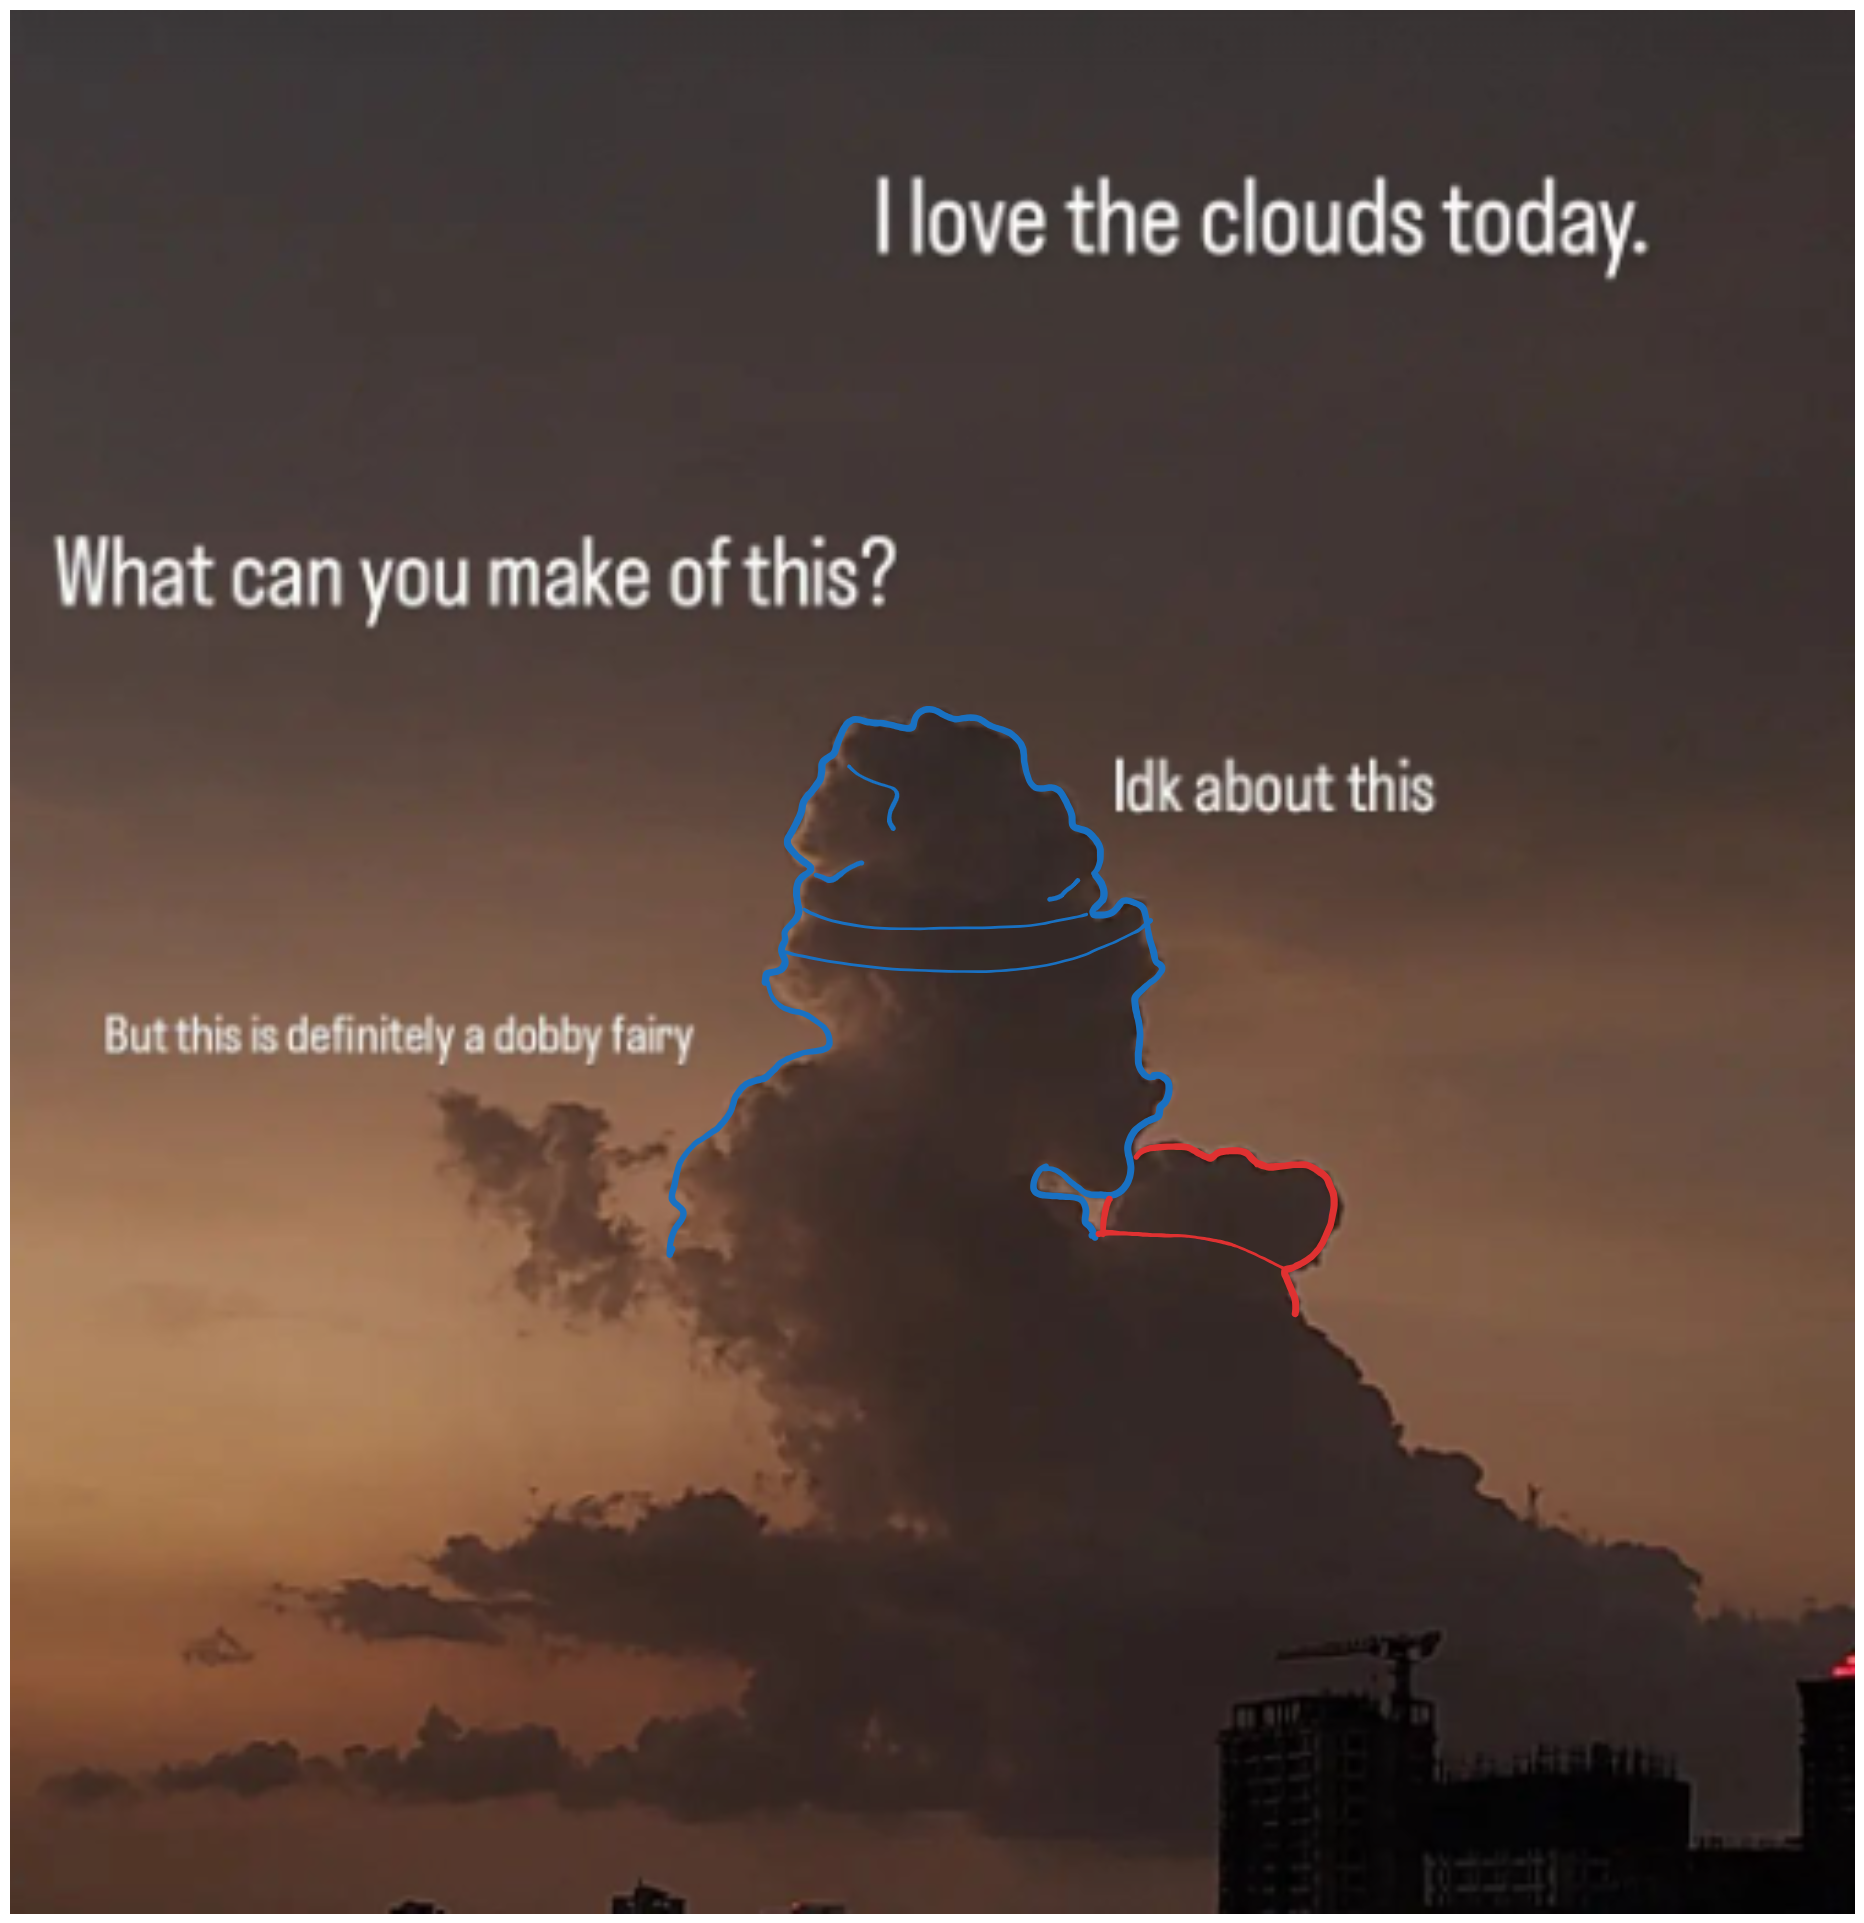 I love the clouds today.
What can you make of this?
Idk about this
But this is definitely a dobby fairy